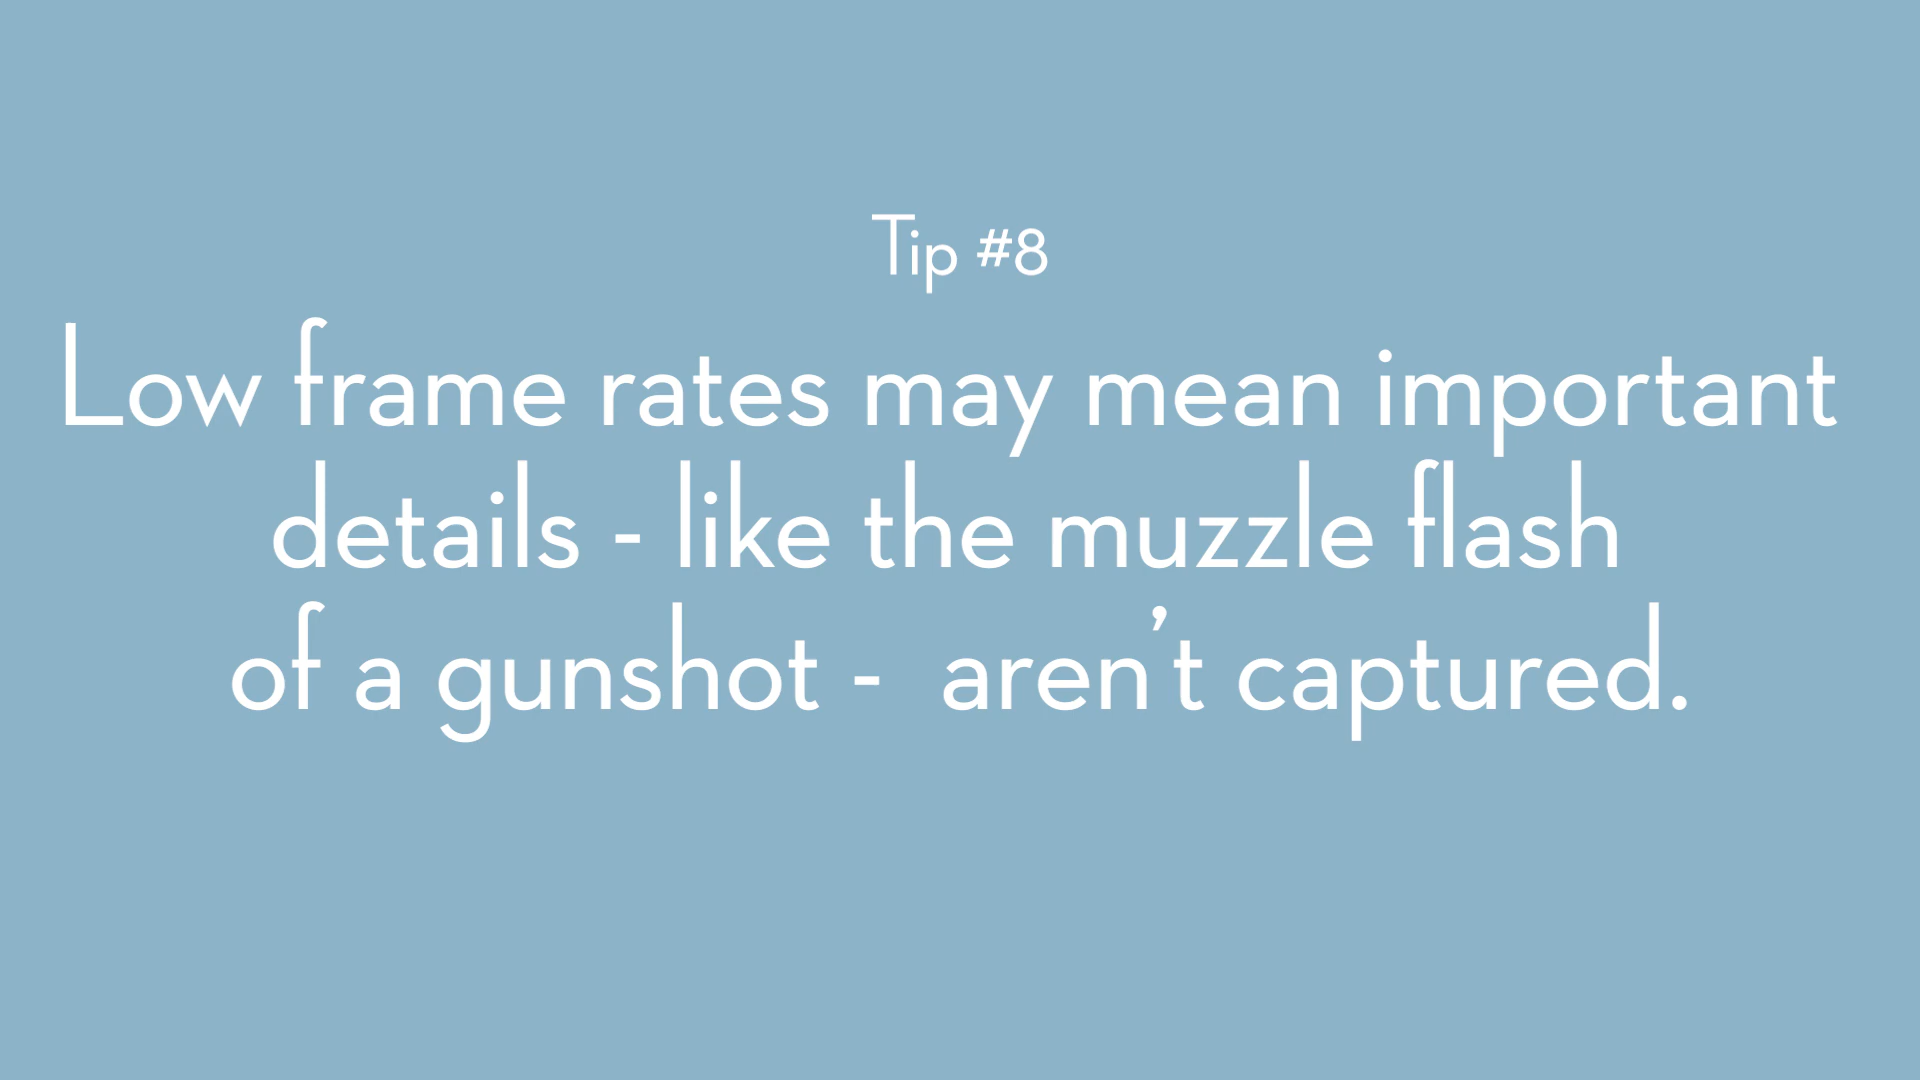 Tip #8
Low frame rates may mean important
details - like the muzzle flash
of a gunshot -  aren’t captured.